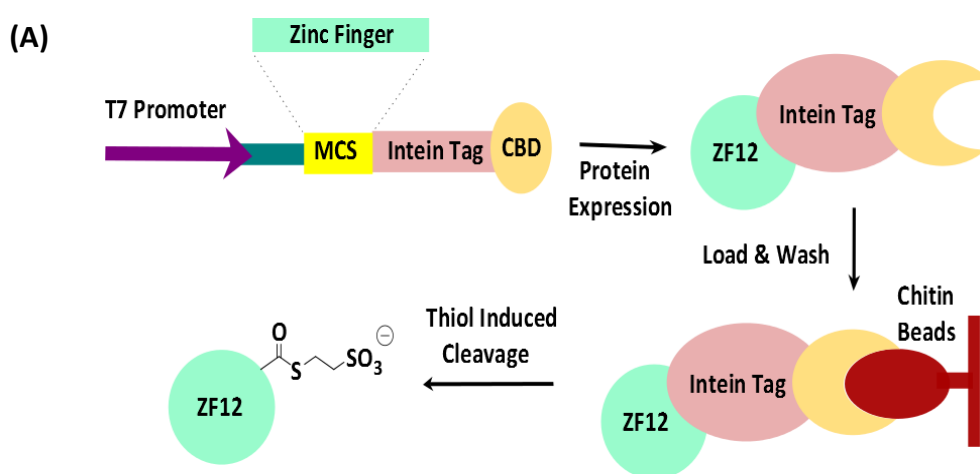 (A)
Zinc Finger
T7 Promoter
MCS
Intein Tag
CBD
Protein
Expression
ZF12
Intein Tag
Load & Wash
Chitin
Beads
Intein Tag
ZF12
Thiol Induced
Cleavage
O
S
SO3
−
ZF12